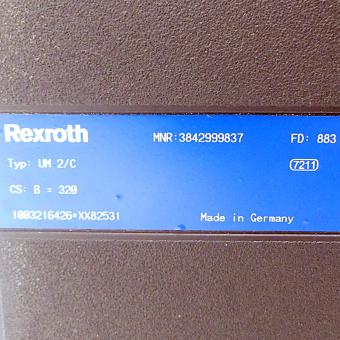 Rexroth MNR:3842999837 FD: 883
Typ: UM 2/C 7211
CS: B = 320
1003216426*XX82531 Made in Germany